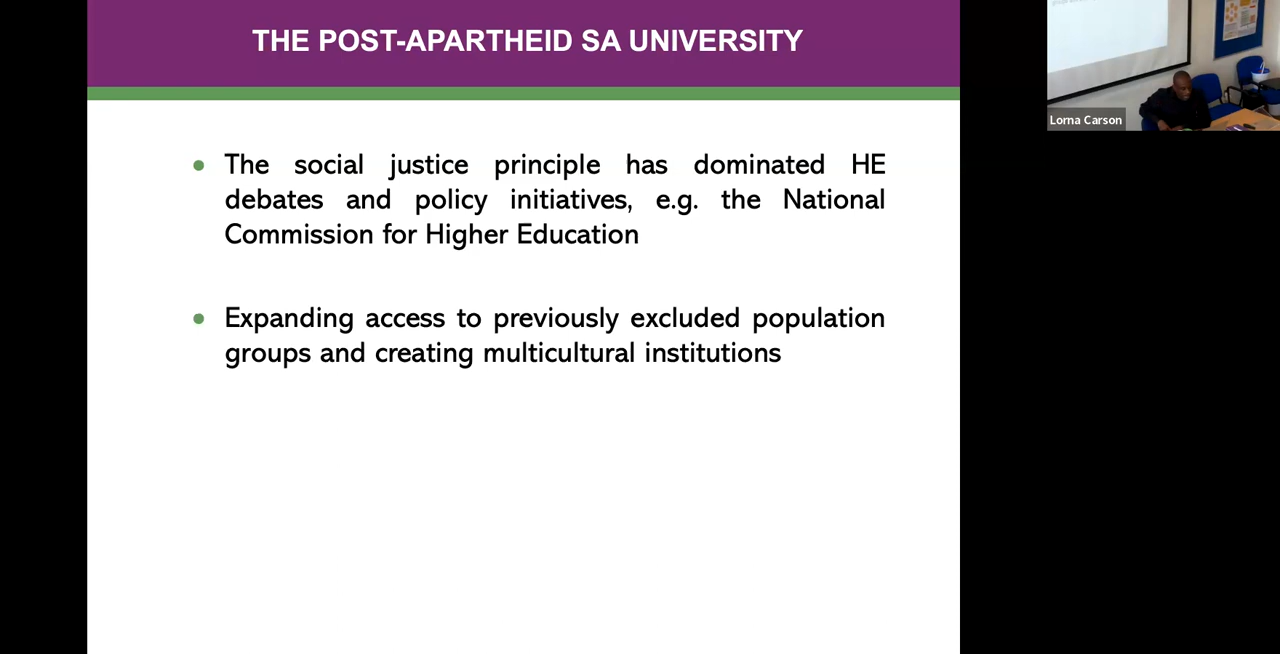 THE POST-APARTHEID SA UNIVERSITY
• The social justice principle has dominated HE
debates and policy initiatives, e.g. the National
Commission for Higher Education
• Expanding access to previously excluded population
groups and creating multicultural institutions
Lorna Carson